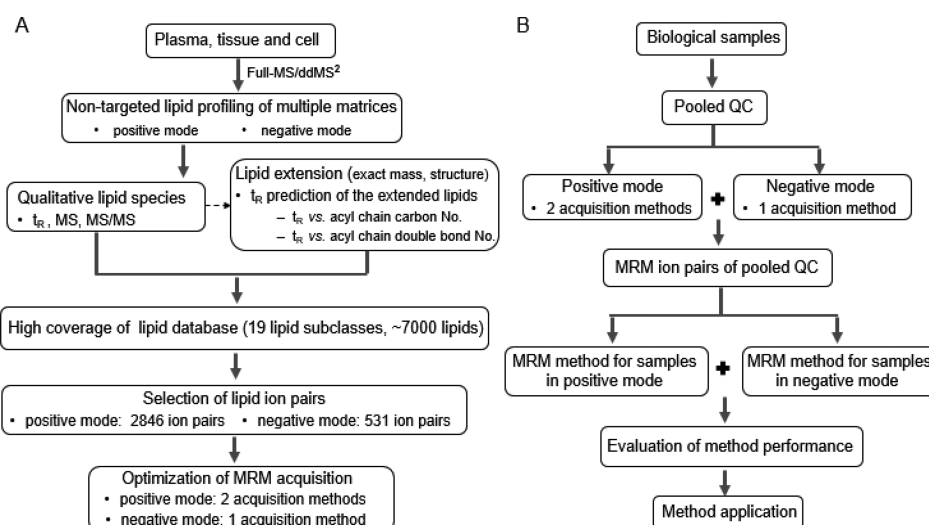 A
Plasma, tissue and cell
Full-MS/ddMS²
Non-targeted lipid profiling of multiple matrices
• positive mode • negative mode
Qualitative lipid species
• tR , MS, MS/MS
Lipid extension (exact mass, structure)
• tR prediction of the extended lipids
– tR vs. acyl chain carbon No.
– tR vs. acyl chain double bond No.
High coverage of lipid database (19 lipid subclasses, ~7000 lipids)
Selection of lipid ion pairs
• positive mode: 2846 ion pairs • negative mode: 531 ion pairs
Optimization of MRM acquisition
• positive mode: 2 acquisition methods
• negative mode: 1 acquisition method
B
Biological samples
Pooled QC
Positive mode
• 2 acquisition methods
+
Negative mode
• 1 acquisition method
MRM ion pairs of pooled QC
MRM method for samples
in positive mode
+
MRM method for samples
in negative mode
Evaluation of method performance
Method application